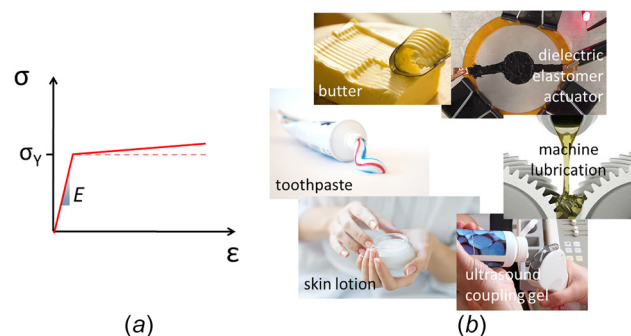 σ
σY
E
ε
(a)
butter
dielectric
elastomer
actuator
toothpaste
machine
lubrication
skin lotion
ultrasound
coupling gel
(b)